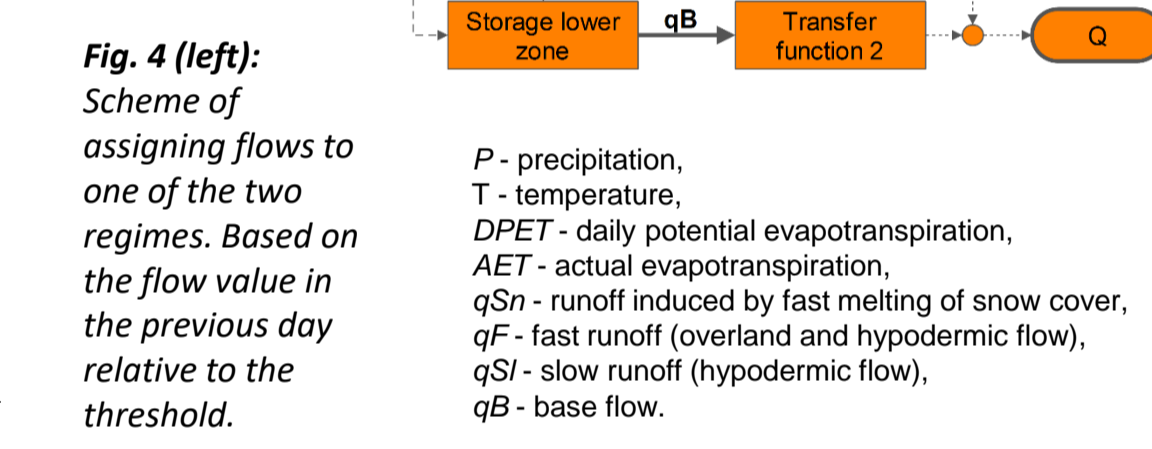 Storage lower
zone
qB
Transfer
function 2
Q
Fig. 4 (left):
Scheme of
assigning flows to
one of the two
regimes. Based on
the flow value in
the previous day
relative to the
threshold.
P - precipitation,
T - temperature,
DPET - daily potential evapotranspiration,
AET - actual evapotranspiration,
qSn - runoff induced by fast melting of snow cover,
qF - fast runoff (overland and hypodermic flow),
qSl - slow runoff (hypodermic flow),
qB - base flow.